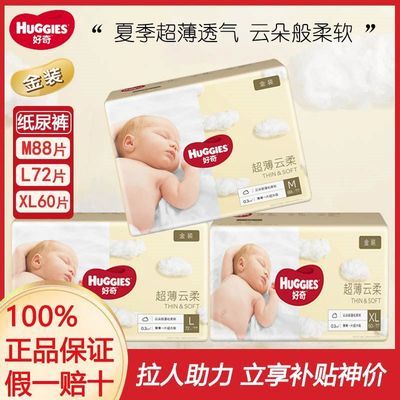 HUGGIES
好奇
“ 夏季超薄透气 云朵般柔软 ”
金装
纸尿裤
M88片
L72片
XL60片
金装
HUGGIES
好奇
超薄云柔
THIN & SOFT
M
金装
HUGGIES
好奇
超薄云柔
THIN & SOFT
L
金装
HUGGIES
好奇
超薄云柔
THIN & SOFT
XL
100%
正品保证
假一赔十
拉人助力 立享补贴神价